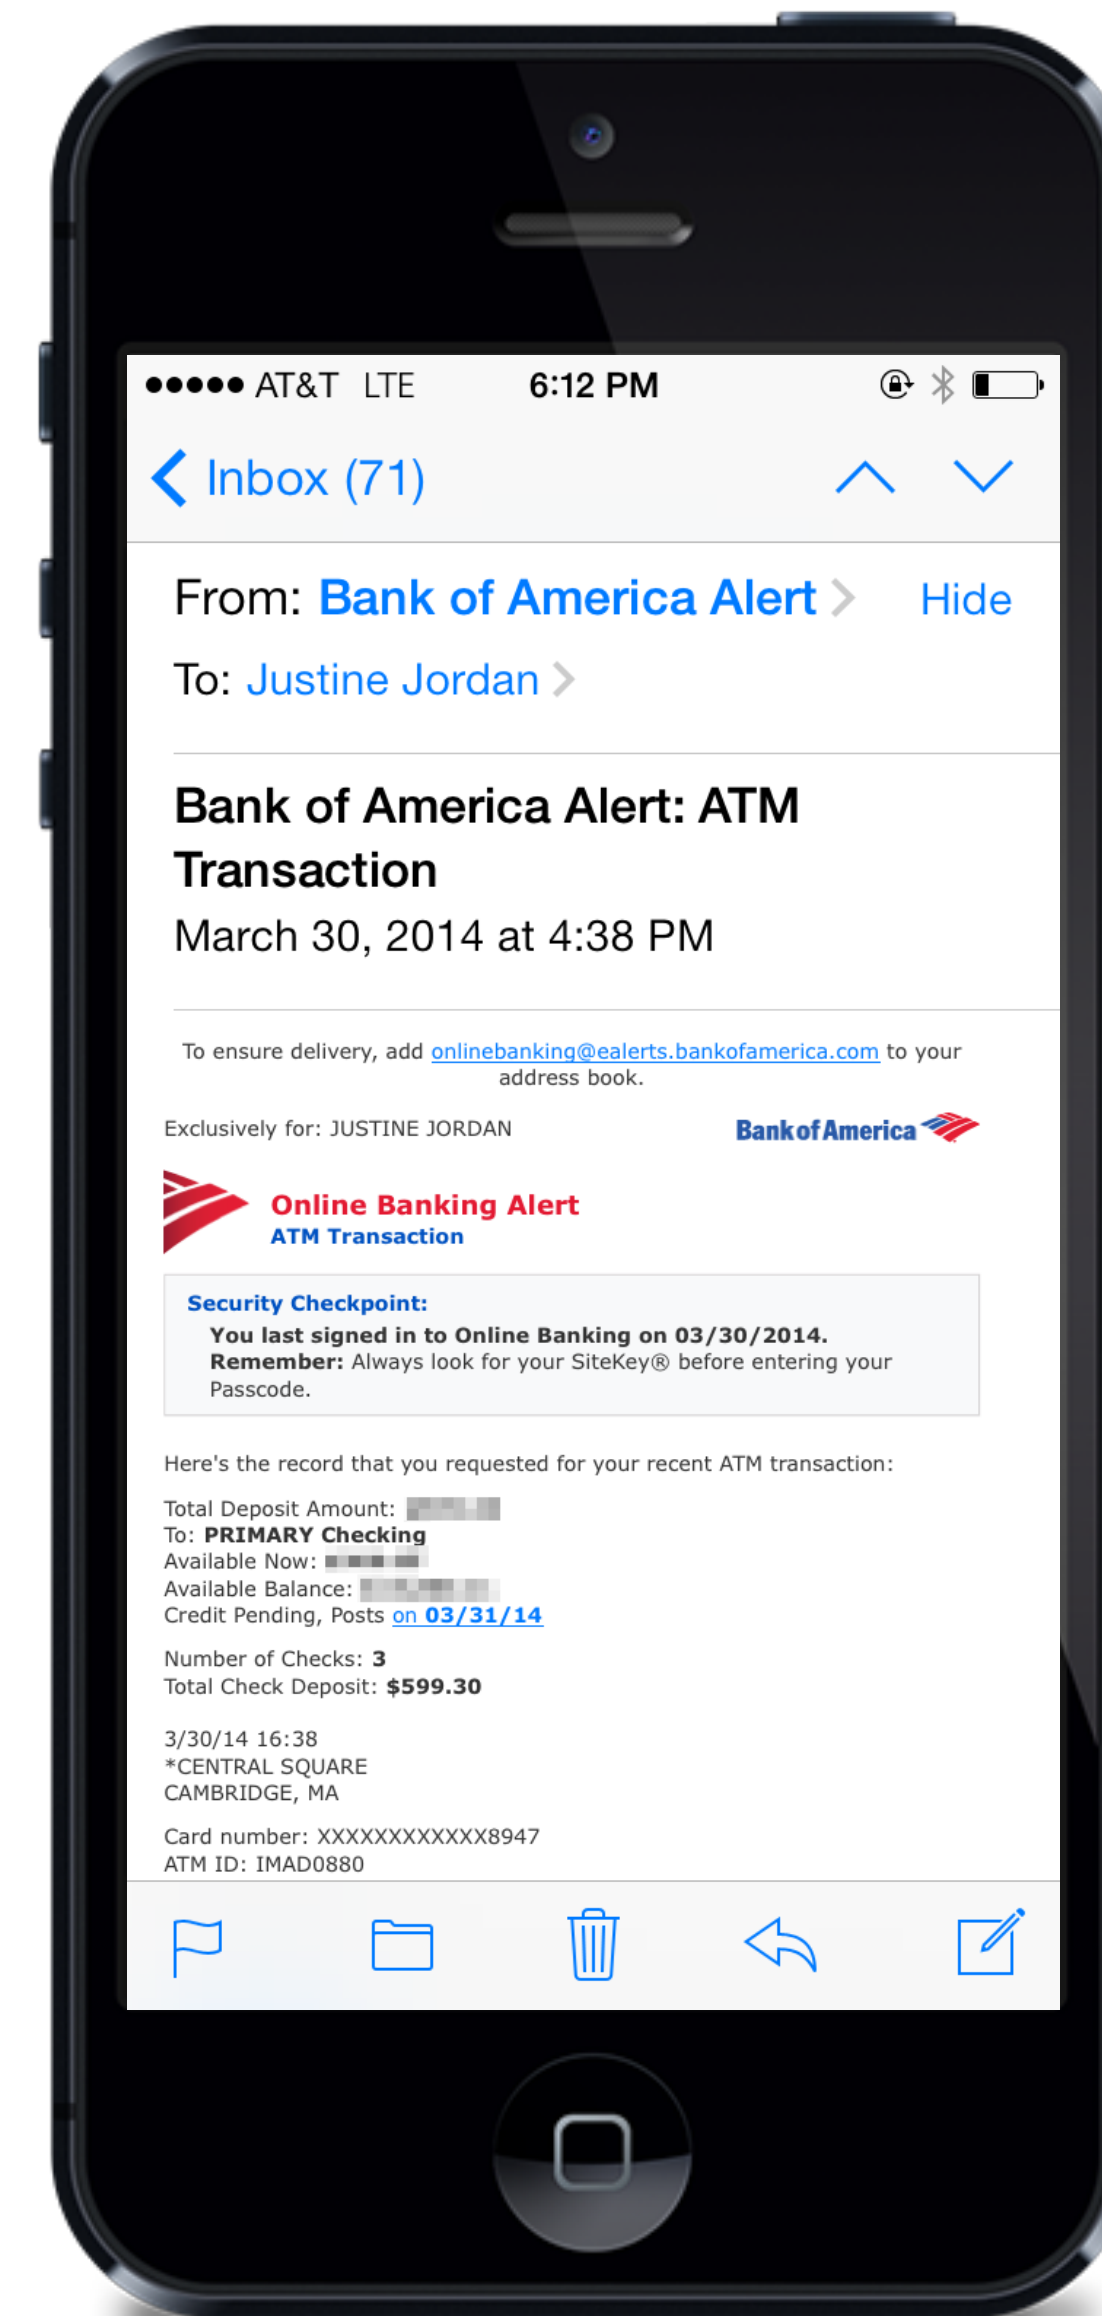 AT&T LTE 6:12 PM
Inbox (71)
From: Bank of America Alert Hide
To: Justine Jordan
Bank of America Alert: ATM
Transaction
March 30, 2014 at 4:38 PM
To ensure delivery, add onlinebanking@ealerts.bankofamerica.com to your
address book.
Exclusively for: JUSTINE JORDAN
Bank of America
Online Banking Alert
ATM Transaction
Security Checkpoint:
You last signed in to Online Banking on 03/30/2014.
Remember: Always look for your SiteKey® before entering your
Passcode.
Here's the record that you requested for your recent ATM transaction:
Total Deposit Amount:
To: PRIMARY Checking
Available Now:
Available Balance:
Credit Pending, Posts on 03/31/14
Number of Checks: 3
Total Check Deposit: $599.30
3/30/14 16:38
*CENTRAL SQUARE
CAMBRIDGE, MA
Card number: XXXXXXXXXXXX8947
ATM ID: IMAD0880